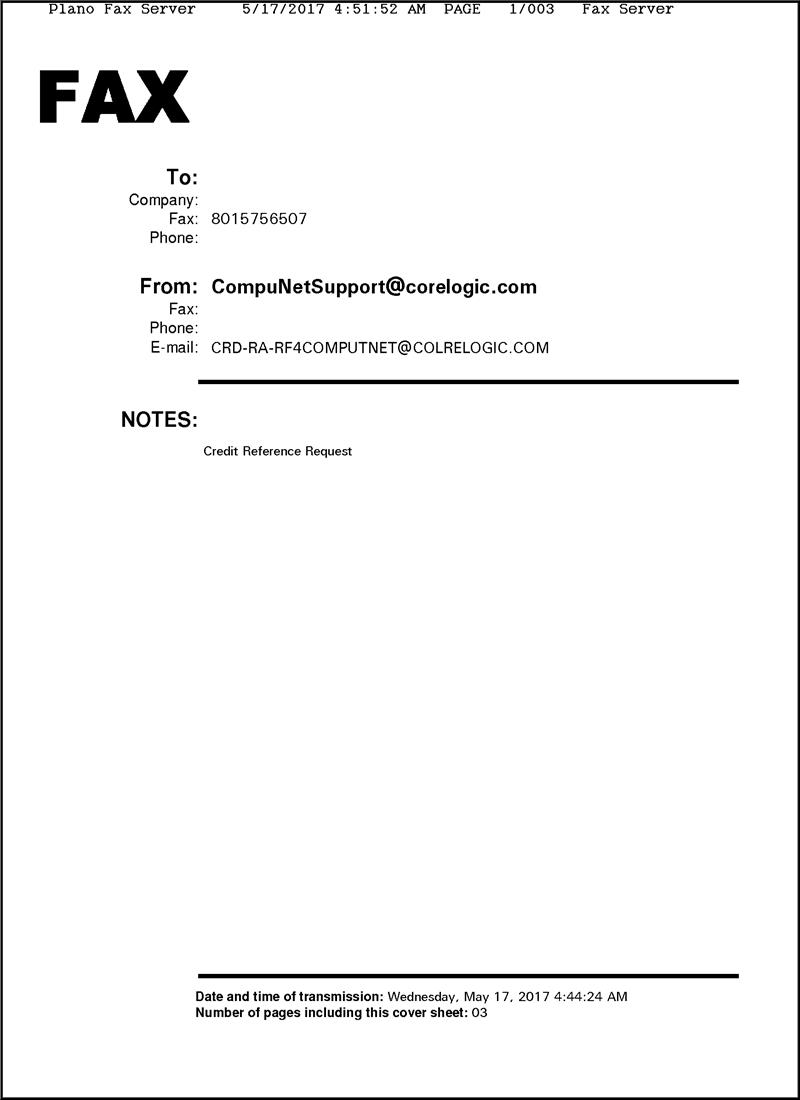 Plano Fax Server 5/17/2017 4:51:52 AM PAGE 1/003 Fax Server
FAX
To:
Company:
Fax: 8015756507
Phone:
From: CompuNetSupport@corelogic.com
Fax:
Phone:
E-mail: CRD-RA-RF4COMPUTNET@COLRELOGIC.COM
NOTES:
Credit Reference Request
Date and time of transmission: Wednesday, May 17, 2017 4:44:24 AM
Number of pages including this cover sheet: 03